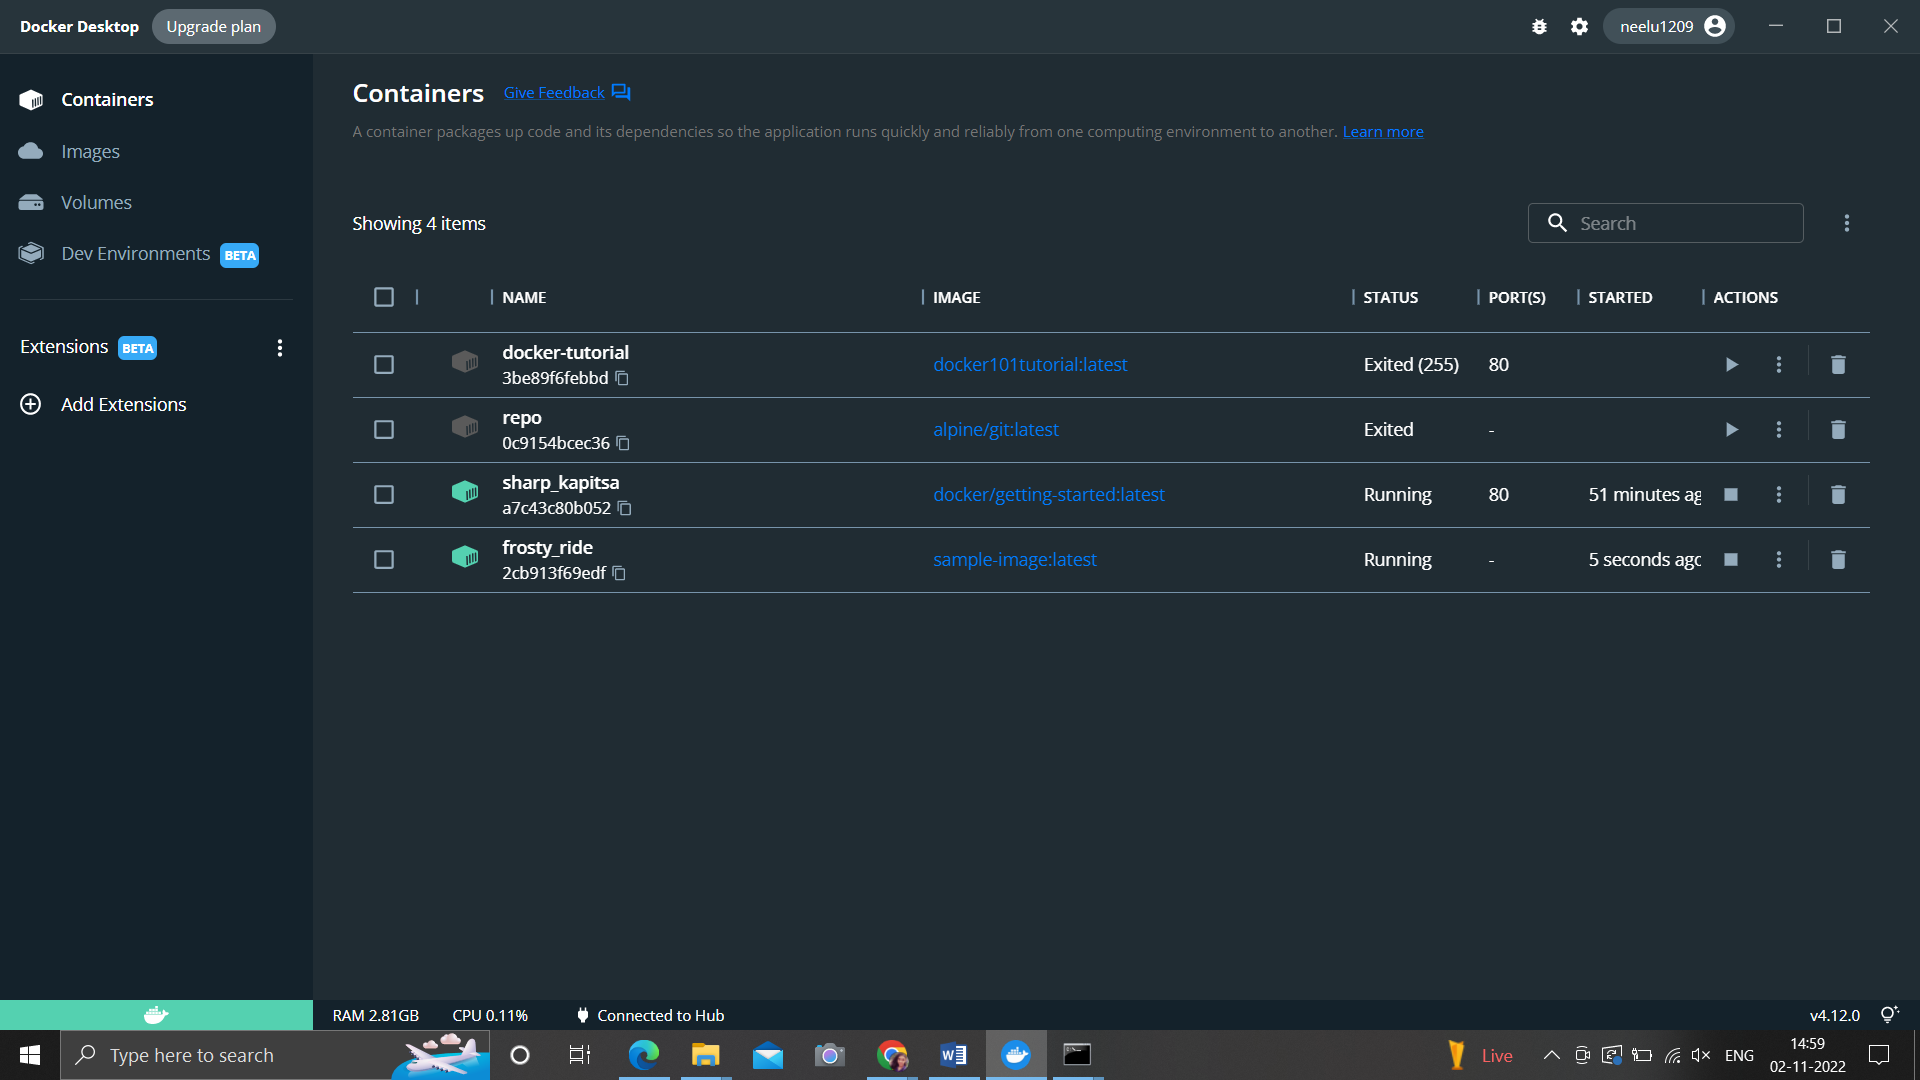 Docker Desktop Upgrade plan neelu1209
Containers
Images
Volumes
Dev Environments BETA
Extensions BETA
Add Extensions
Containers Give Feedback
A container packages up code and its dependencies so the application runs quickly and reliably from one computing environment to another. Learn more
Showing 4 items Search
NAME IMAGE STATUS PORT(S) STARTED ACTIONS
docker-tutorial
3be89f6febbd docker101tutorial:latest Exited (255) 80
repo
0c9154bcec36 alpine/git:latest Exited -
sharp_kapitsa
a7c43c80b052 docker/getting-started:latest Running 80 51 minutes ag
frosty_ride
2cb913f69edf sample-image:latest Running - 5 seconds ago
RAM 2.81GB CPU 0.11% Connected to Hub v4.12.0
Type here to search Live ENG 14:59
02-11-2022